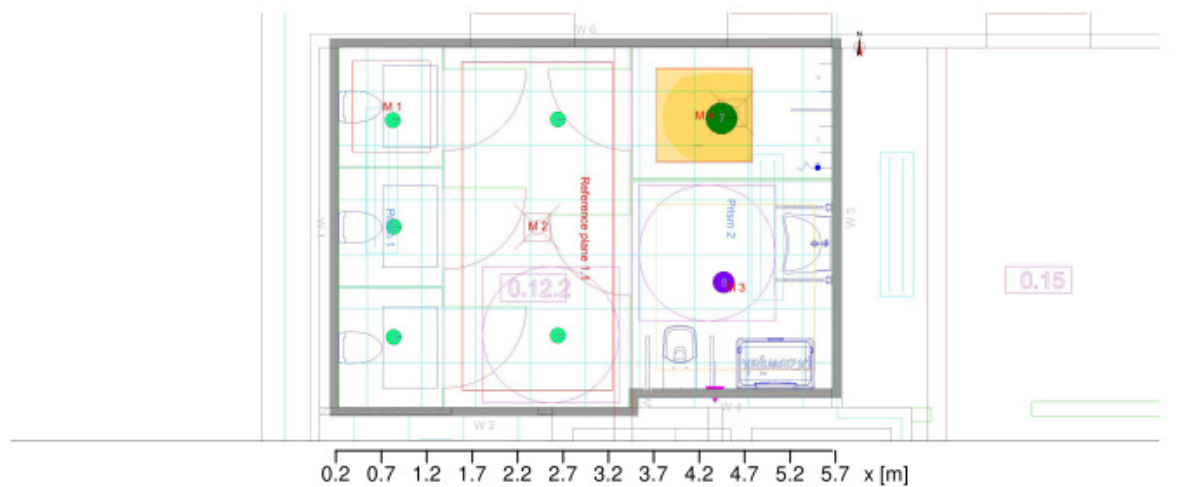 W 6
N
M 1
7
Reference plane 1.1
Prism 2
W 1
W 5
M 2
0.12.2
6
M 3
0.15
przewijak
W 4
W 2
0.2 0.7 1.2 1.7 2.2 2.7 3.2 3.7 4.2 4.7 5.2 5.7 x [m]